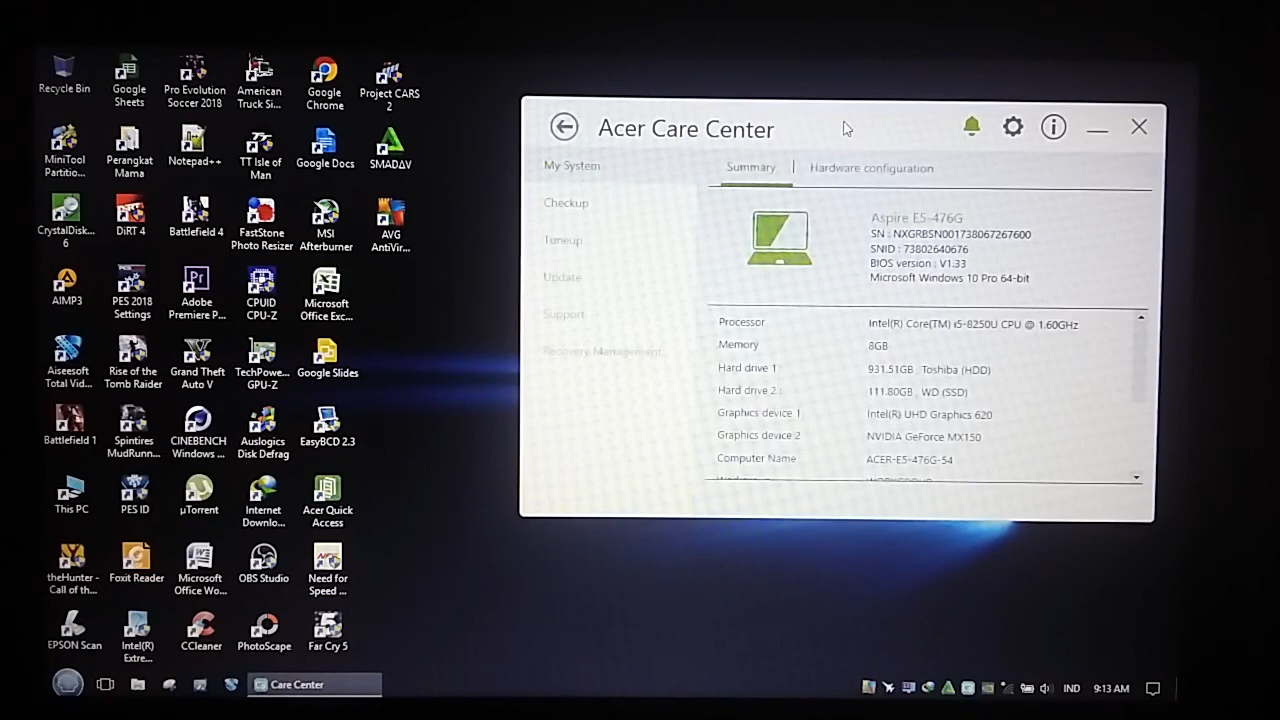 Recycle Bin
Google
Sheets
Pro Evolution
Soccer 2018
American
Truck Si...
Google
Chrome
Project CARS
2
MiniTool
Partitio...
Perangkat
Mama
Notepad++
TT Isle of
Man
Google Docs
SMADΔV
CrystalDisk...
6
DiRT 4
Battlefield 4
FastStone
Photo Resizer
MSI
Afterburner
AVG
AntiVir...
AIMP3
PES 2018
Settings
Adobe
Premiere P...
CPUID
CPU-Z
Microsoft
Office Exc...
Aiseesoft
Total Vid...
Rise of the
Tomb Raider
Grand Theft
Auto V
TechPowe...
GPU-Z
Google Slides
Battlefield 1
Spintires
MudRunn...
CINEBENCH
Windows ...
Auslogics
Disk Defrag
EasyBCD 2.3
This PC
PES ID
µTorrent
Internet
Downlo...
Acer Quick
Access
theHunter -
Call of th...
Foxit Reader
Microsoft
Office Wo...
OBS Studio
Need for
Speed ...
EPSON Scan
Intel(R)
Extre...
CCleaner
PhotoScape
Far Cry 5
Acer Care Center
My System
Checkup
Tuneup
Update
Support
Recovery Management
Summary | Hardware configuration
Aspire E5-476G
SN : NXGRBSN001738067267600
SNID : 73802640676
BIOS version : V1.33
Microsoft Windows 10 Pro 64-bit
Processor Intel(R) Core(TM) i5-8250U CPU @ 1.60GHz
Memory 8GB
Hard drive 1 931.51GB , Toshiba (HDD)
Hard drive 2 : 111.80GB , WD (SSD)
Graphics device 1 Intel(R) UHD Graphics 620
Graphics device 2 NVIDIA GeForce MX150
Computer Name ACER-E5-476G-54
Care Center
IND 9:13 AM